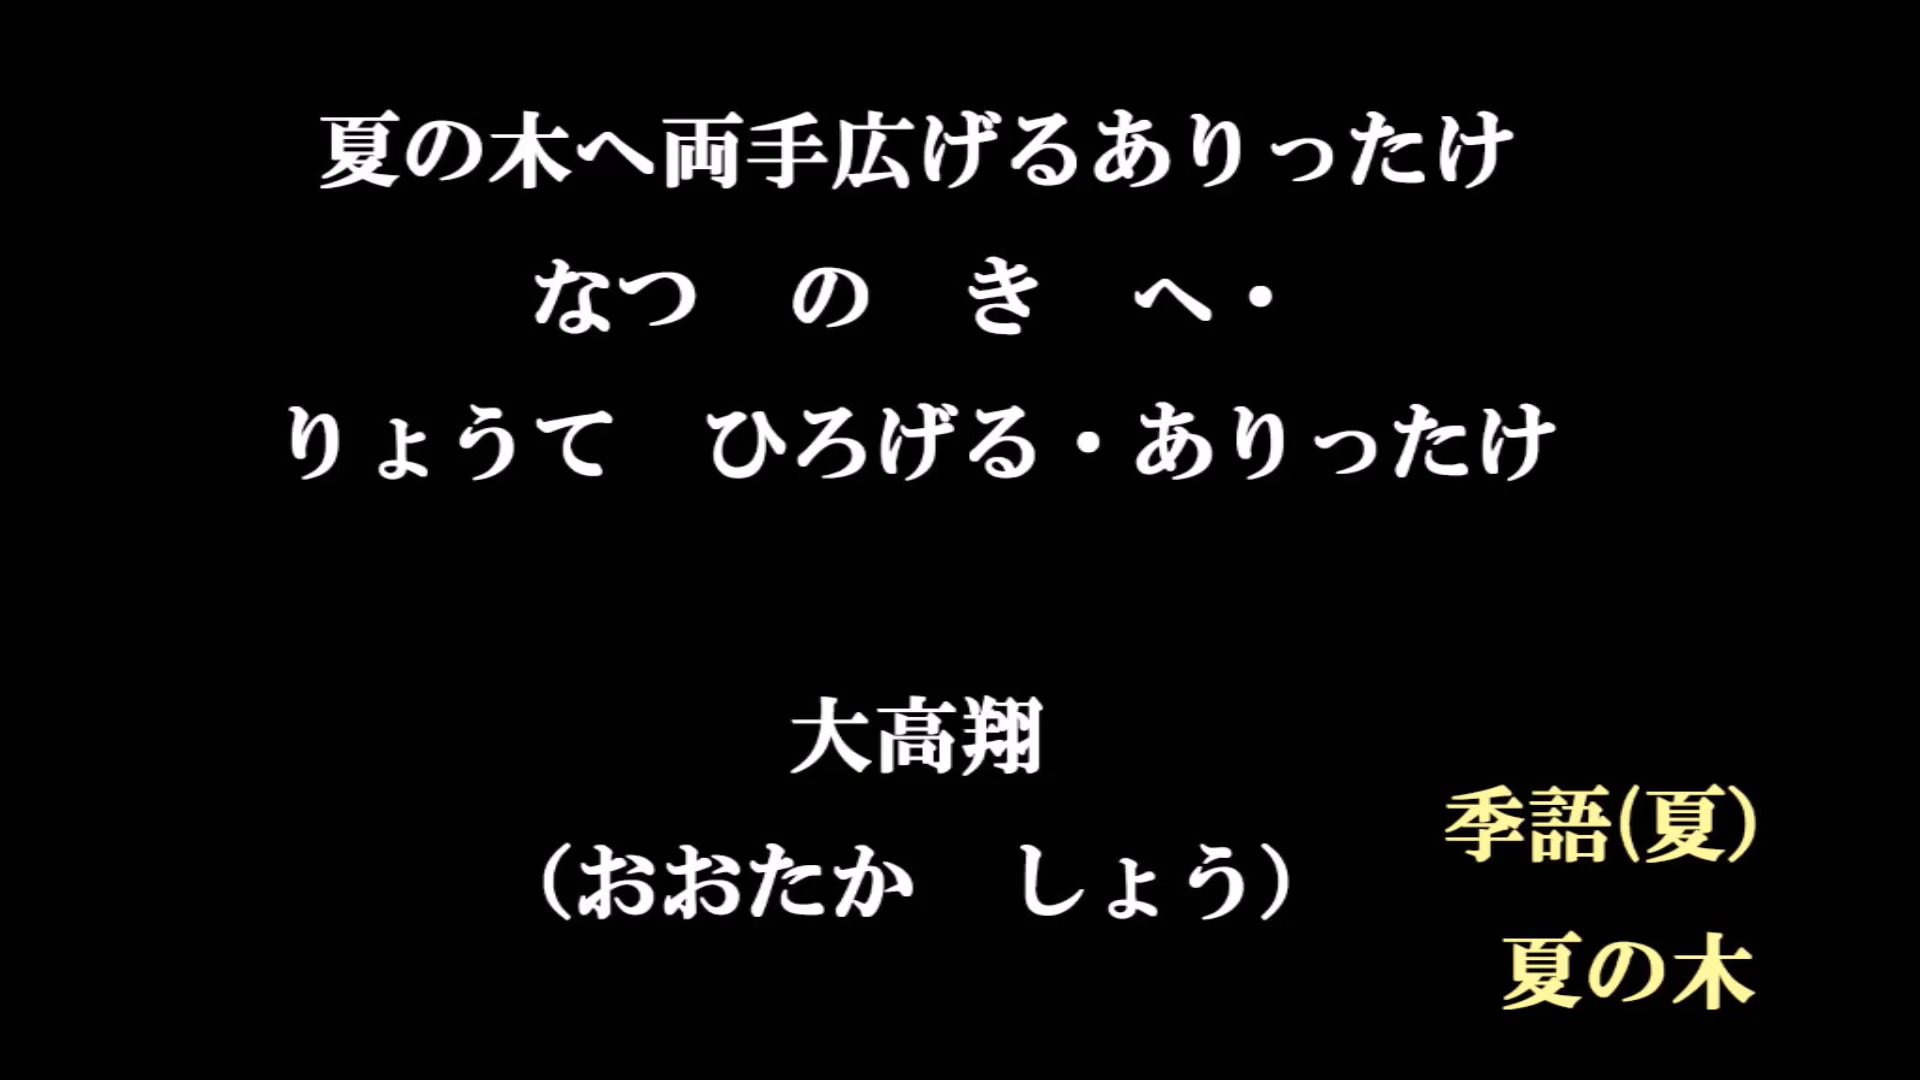 夏の木へ両手広げるありったけ
なつ　の　き　へ・
りょうて　ひろげる・ありったけ
大高翔
（おおたか　しょう）
季語(夏)
夏の木